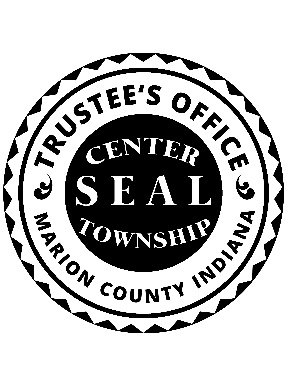 TRUSTEE'S OFFICE
CENTER
SEAL
TOWNSHIP
MARION COUNTY INDIANA